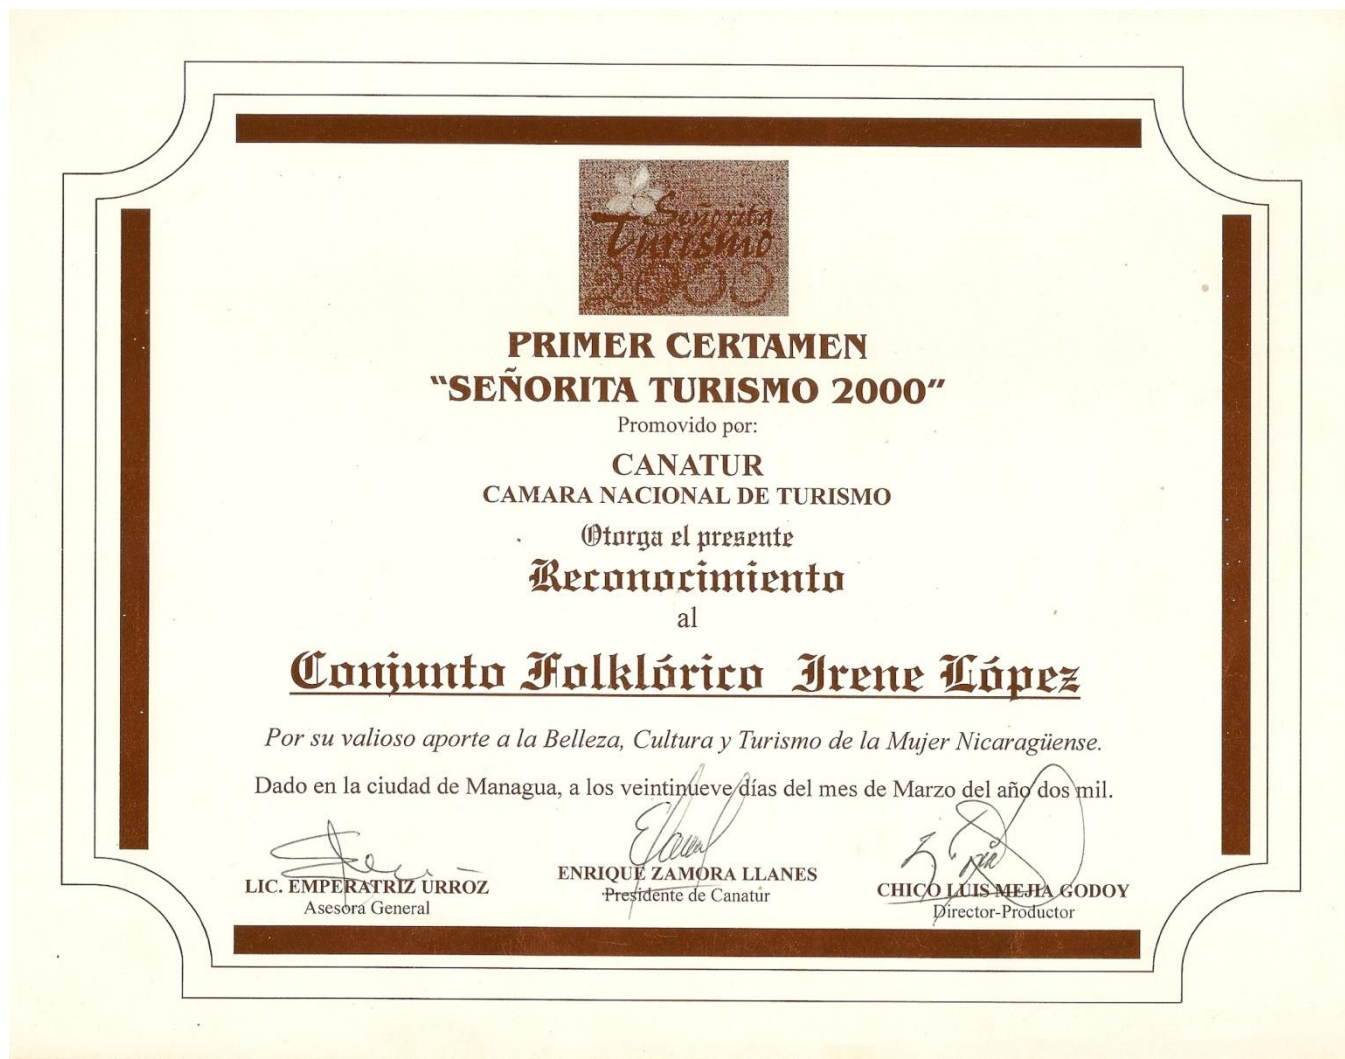 Señorita
Turismo
2000
PRIMER CERTAMEN
"SEÑORITA TURISMO 2000"
Promovido por:
CANATUR
CAMARA NACIONAL DE TURISMO
Otorga el presente
Reconocimiento
al
Conjunto Folklórico Irene López
Por su valioso aporte a la Belleza, Cultura y Turismo de la Mujer Nicaragüense.
Dado en la ciudad de Managua, a los veintinueve días del mes de Marzo del año dos mil.
LIC. EMPERATRIZ URROZ
Asesora General
ENRIQUE ZAMORA LLANES
Presidente de Canatur
CHICO LUIS MEJIA GODOY
Director-Productor